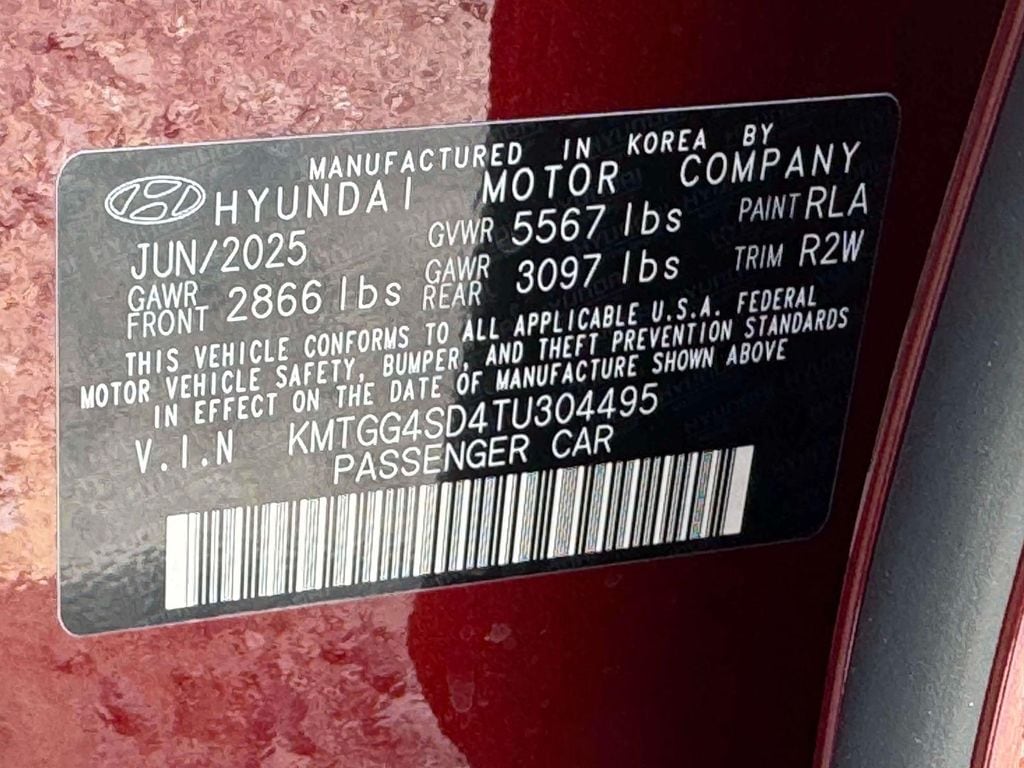 MANUFACTURED IN KOREA BY
HYUNDAI MOTOR COMPANY
JUN/2025 GVWR 5567 lbs PAINT RLA
GAWR FRONT 2866 lbs GAWR REAR 3097 lbs TRIM R2W
THIS VEHICLE CONFORMS TO ALL APPLICABLE U.S.A. FEDERAL
MOTOR VEHICLE SAFETY, BUMPER, AND THEFT PREVENTION STANDARDS
IN EFFECT ON THE DATE OF MANUFACTURE SHOWN ABOVE
V.I.N KMTGG4SD4TU304495
PASSENGER CAR